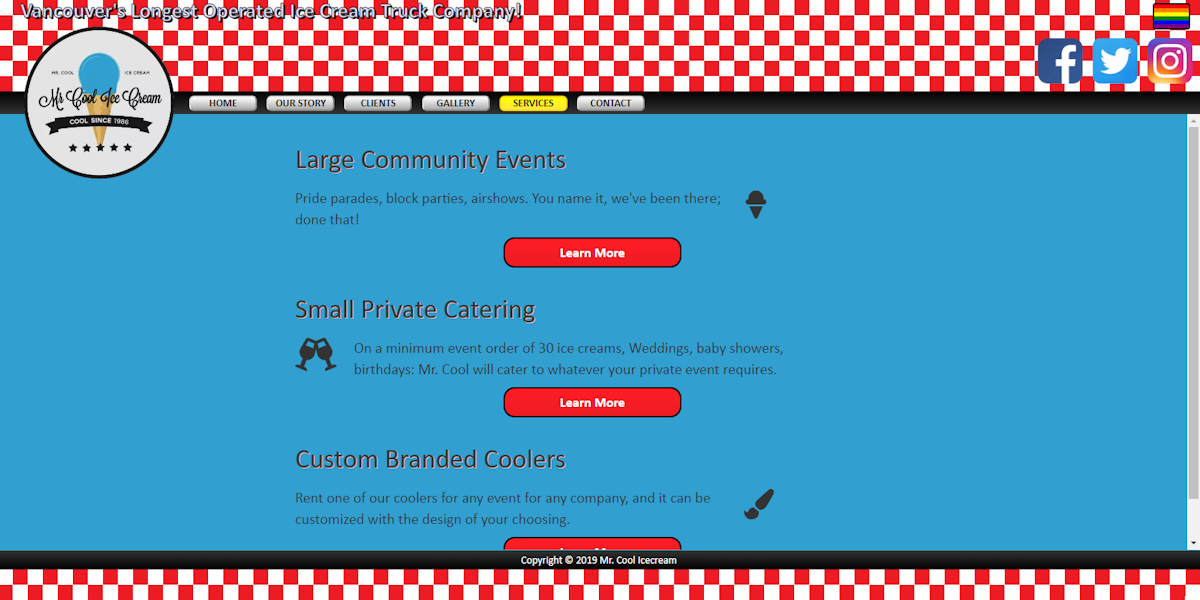 Vancouver's Longest Operated Ice Cream Truck Company!
MR. COOL ICE CREAM
Mr Cool Ice Cream
COOL SINCE 1986
HOME OUR STORY CLIENTS GALLERY SERVICES CONTACT
Large Community Events
Pride parades, block parties, airshows. You name it, we've been there;
done that!
Learn More
Small Private Catering
On a minimum event order of 30 ice creams, Weddings, baby showers,
birthdays: Mr. Cool will cater to whatever your private event requires.
Learn More
Custom Branded Coolers
Rent one of our coolers for any event for any company, and it can be
customized with the design of your choosing.
Copyright © 2019 Mr. Cool Icecream